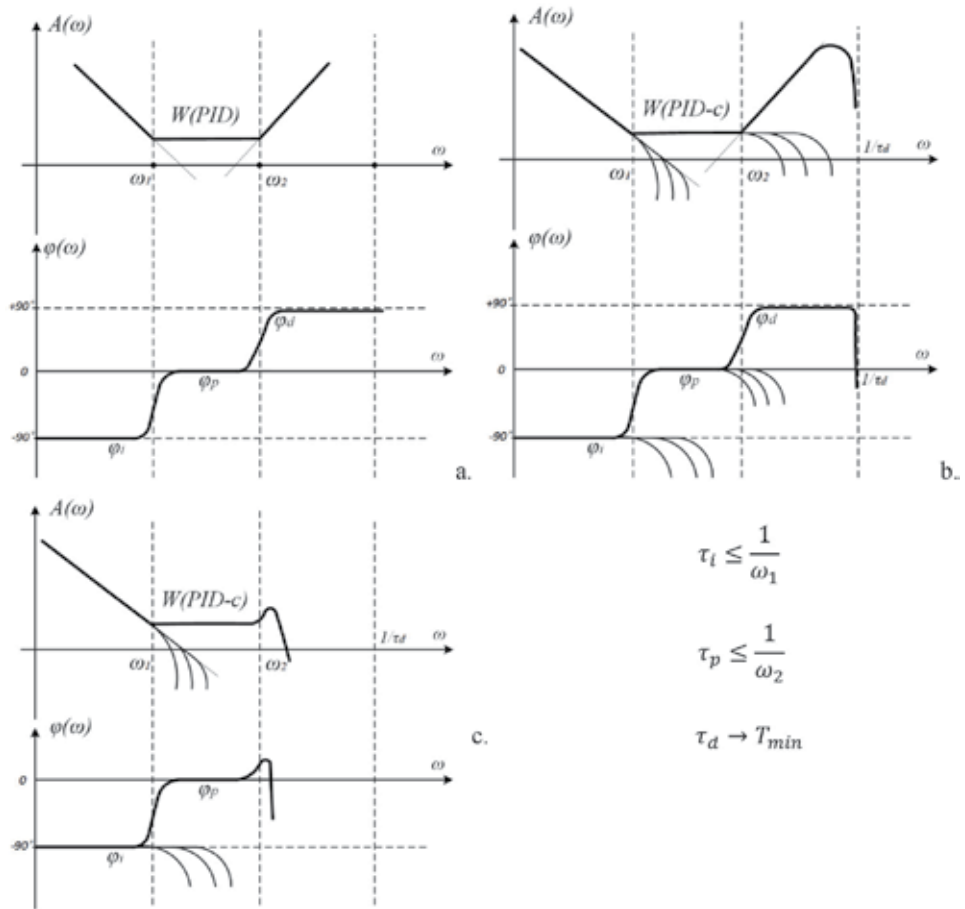 A(ω)
W(PID)
ω
ω₁
ω₂
φ(ω)
+90°
φd
ω
0
φp
-90°
φi
a.
A(ω)
W(PID-c)
1/τd
ω
ω₁
ω₂
φ(ω)
+90°
φd
ω
0
φp
1/τd
-90°
φi
b.
A(ω)
W(PID-c)
1/τd
ω
ω₁
ω₂
φ(ω)
c.
ω
0
φp
-90°
φi
τᵢ ≤ 1/ω₁
τₚ ≤ 1/ω₂
τd → Tmin